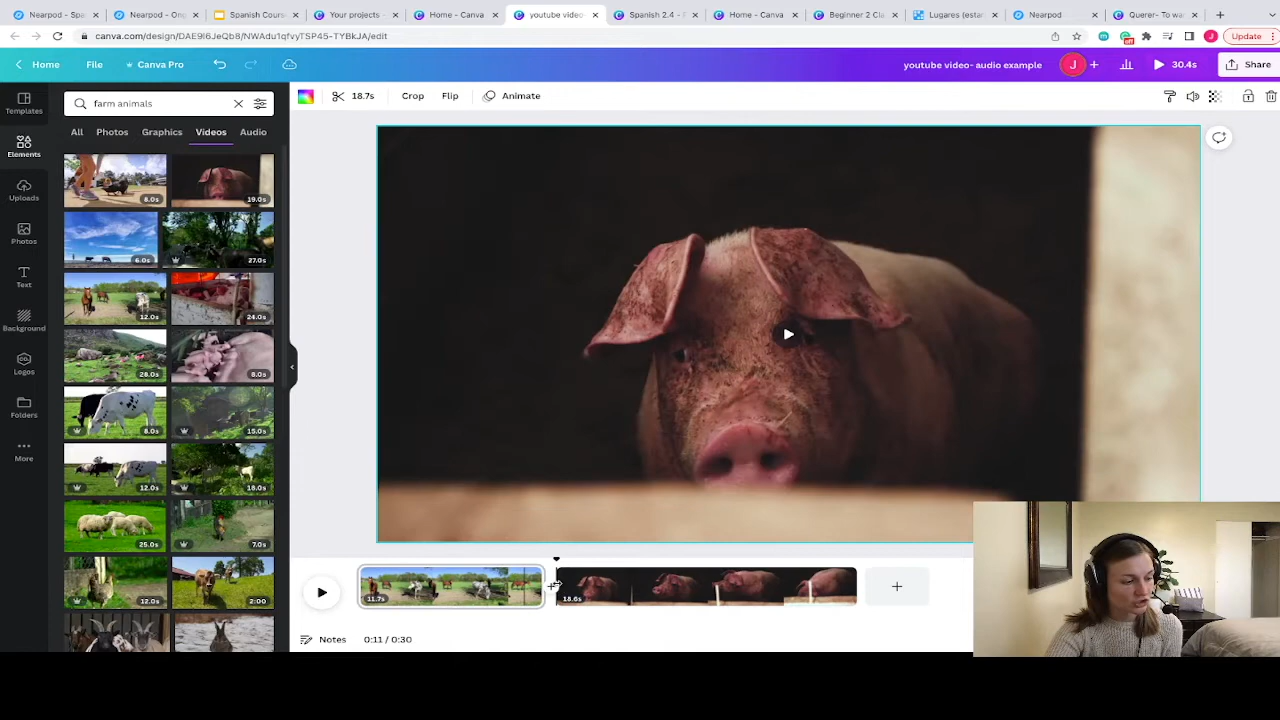 Nearpod - Spa
Nearpod - Ong
Spanish Cours
Your projects -
Home - Canva
youtube video-
Spanish 2.4 -
Home - Canva
Beginner 2 Cla
Lugares (estar
Nearpod
Querer- To wa
canva.com/design/DAE9I6JeQb8/NWAdu1qfvyTSP45-TYBkJA/edit
off
J
Update
Home
File
Canva Pro
youtube video- audio example
J
30.4s
Share
Templates
Elements
Uploads
Photos
Text
Background
Logos
Folders
More
farm animals
All
Photos
Graphics
Videos
Audio
8.0s
19.0s
6.0s
27.0s
12.0s
24.0s
26.0s
8.0s
8.0s
15.0s
12.0s
18.0s
25.0s
7.0s
12.0s
2:00
18.7s
Crop
Flip
Animate
11.7s
18.6s
Notes
0:11 / 0:30